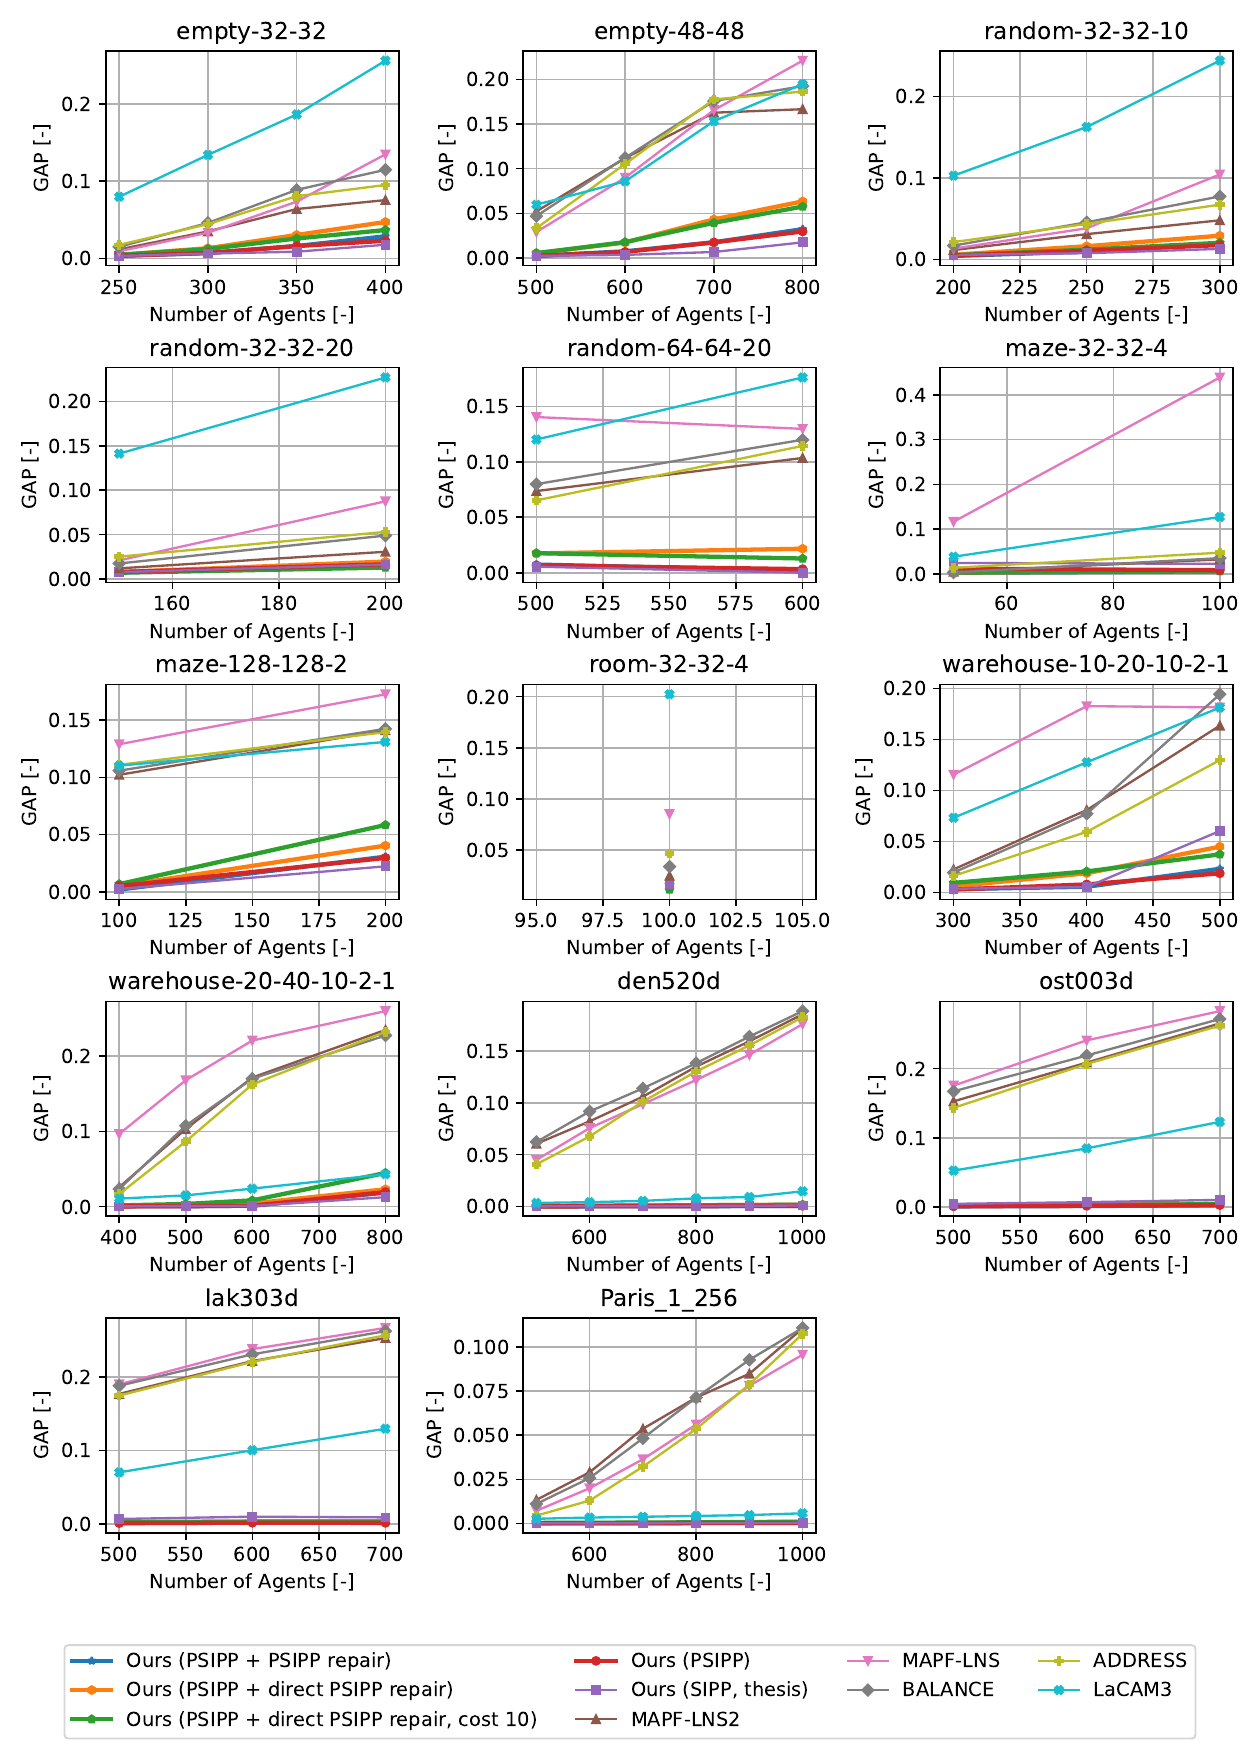 empty-32-32
GAP [-]
0.2
0.1
0.0
250 300 350 400
Number of Agents [-]
empty-48-48
GAP [-]
0.20
0.15
0.10
0.05
0.00
500 600 700 800
Number of Agents [-]
random-32-32-10
GAP [-]
0.2
0.1
0.0
200 225 250 275 300
Number of Agents [-]
random-32-32-20
GAP [-]
0.20
0.15
0.10
0.05
0.00
160 180 200
Number of Agents [-]
random-64-64-20
GAP [-]
0.15
0.10
0.05
0.00
500 525 550 575 600
Number of Agents [-]
maze-32-32-4
GAP [-]
0.4
0.3
0.2
0.1
0.0
60 80 100
Number of Agents [-]
maze-128-128-2
GAP [-]
0.15
0.10
0.05
0.00
100 125 150 175 200
Number of Agents [-]
room-32-32-4
GAP [-]
0.20
0.15
0.10
0.05
95.0 97.5 100.0 102.5 105.0
Number of Agents [-]
warehouse-10-20-10-2-1
GAP [-]
0.20
0.15
0.10
0.05
0.00
300 350 400 450 500
Number of Agents [-]
warehouse-20-40-10-2-1
GAP [-]
0.2
0.1
0.0
400 500 600 700 800
Number of Agents [-]
den520d
GAP [-]
0.15
0.10
0.05
0.00
600 800 1000
Number of Agents [-]
ost003d
GAP [-]
0.2
0.1
0.0
500 550 600 650 700
Number of Agents [-]
lak303d
GAP [-]
0.2
0.1
0.0
500 550 600 650 700
Number of Agents [-]
Paris_1_256
GAP [-]
0.100
0.075
0.050
0.025
0.000
600 800 1000
Number of Agents [-]
Ours (PSIPP + PSIPP repair)
Ours (PSIPP + direct PSIPP repair)
Ours (PSIPP + direct PSIPP repair, cost 10)
Ours (PSIPP)
Ours (SIPP, thesis)
MAPF-LNS2
MAPF-LNS
BALANCE
ADDRESS
LaCAM3